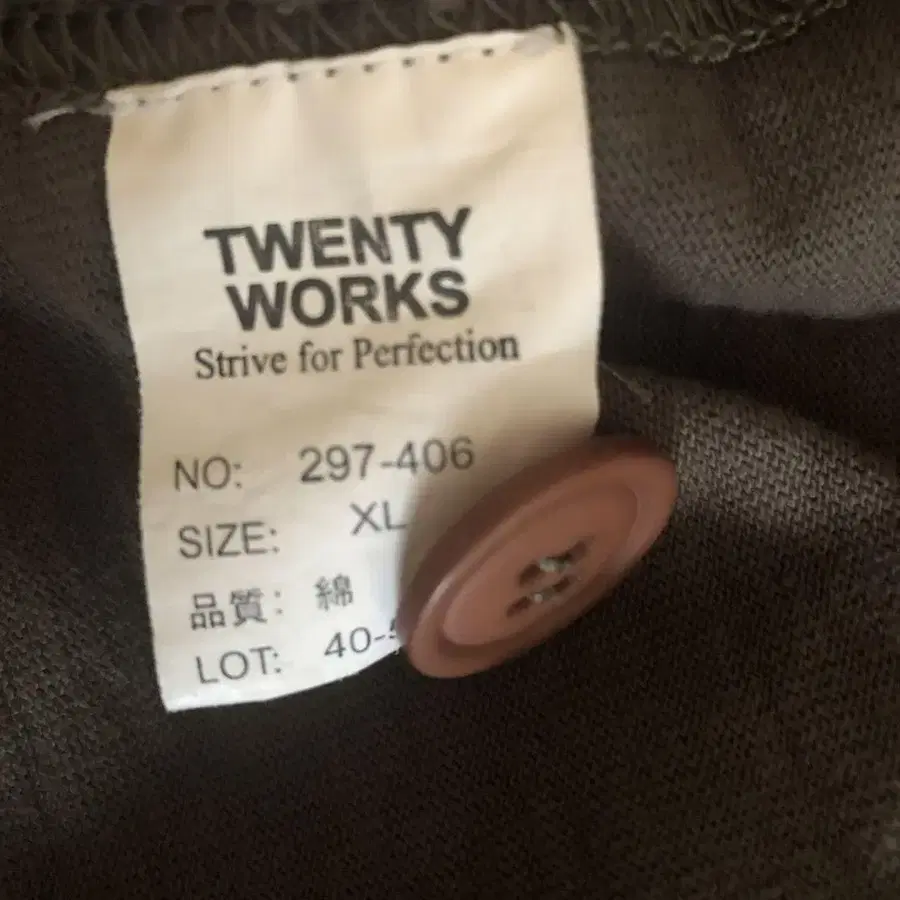 TWENTY
WORKS
Strive for Perfection
NO: 297-406
SIZE: XL
品質: 綿
LOT: 40-